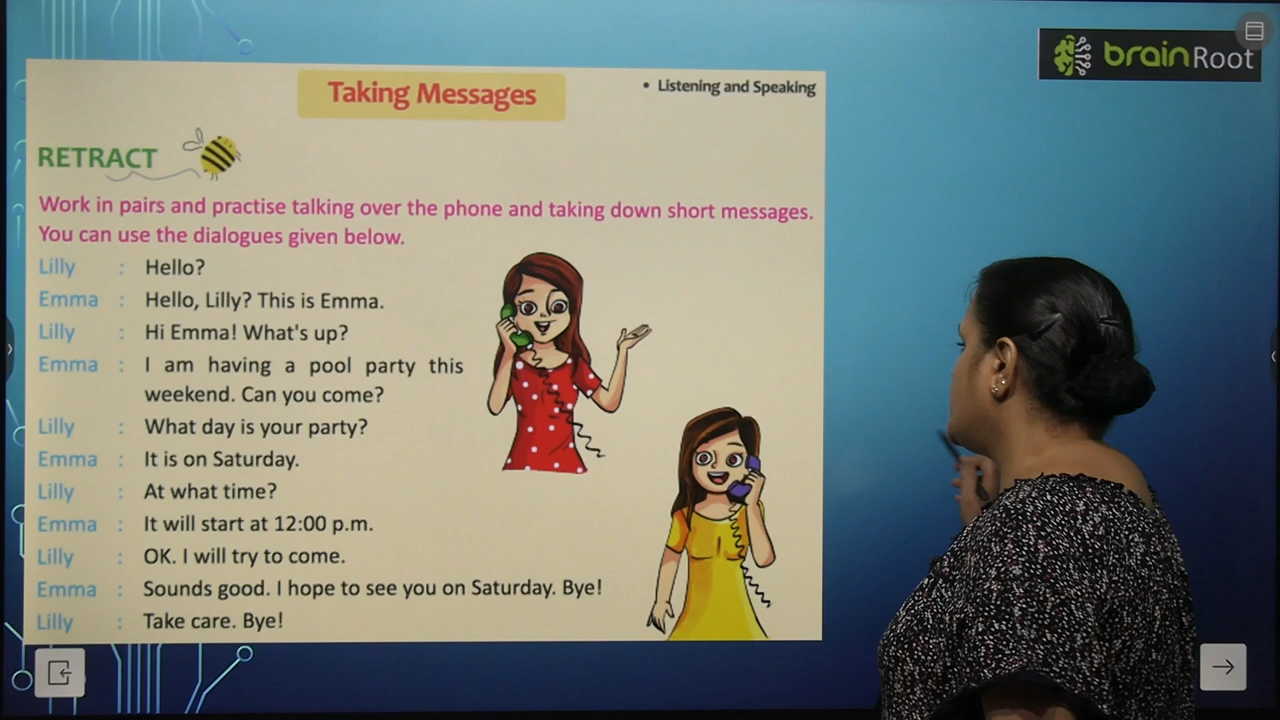 brainRoot
Taking Messages
• Listening and Speaking
RETRACT
Work in pairs and practise talking over the phone and taking down short messages.
You can use the dialogues given below.
Lilly : Hello?
Emma : Hello, Lilly? This is Emma.
Lilly : Hi Emma! What's up?
Emma : I am having a pool party this
weekend. Can you come?
Lilly : What day is your party?
Emma : It is on Saturday.
Lilly : At what time?
Emma : It will start at 12:00 p.m.
Lilly : OK. I will try to come.
Emma : Sounds good. I hope to see you on Saturday. Bye!
Lilly : Take care. Bye!